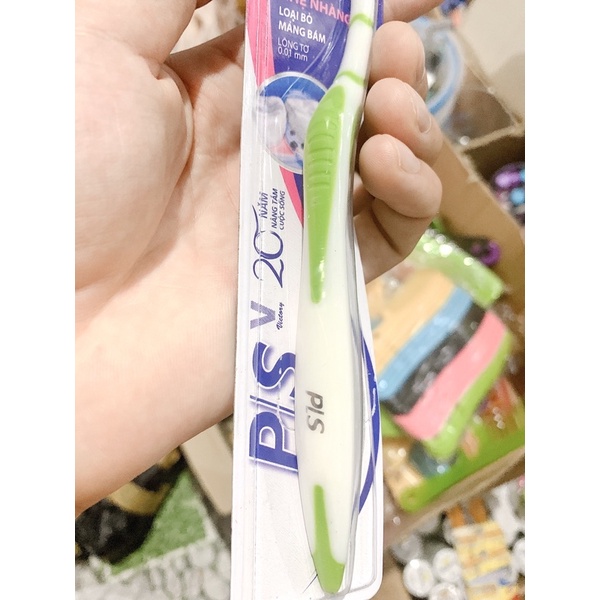 NHẸ NHÀNG
LOẠI BỎ
MẢNG BÁM
LÔNG TƠ
0.01 mm
20 NĂM
NÂNG TẦM
CUỘC SỐNG
V
Victory
P/S
P/S